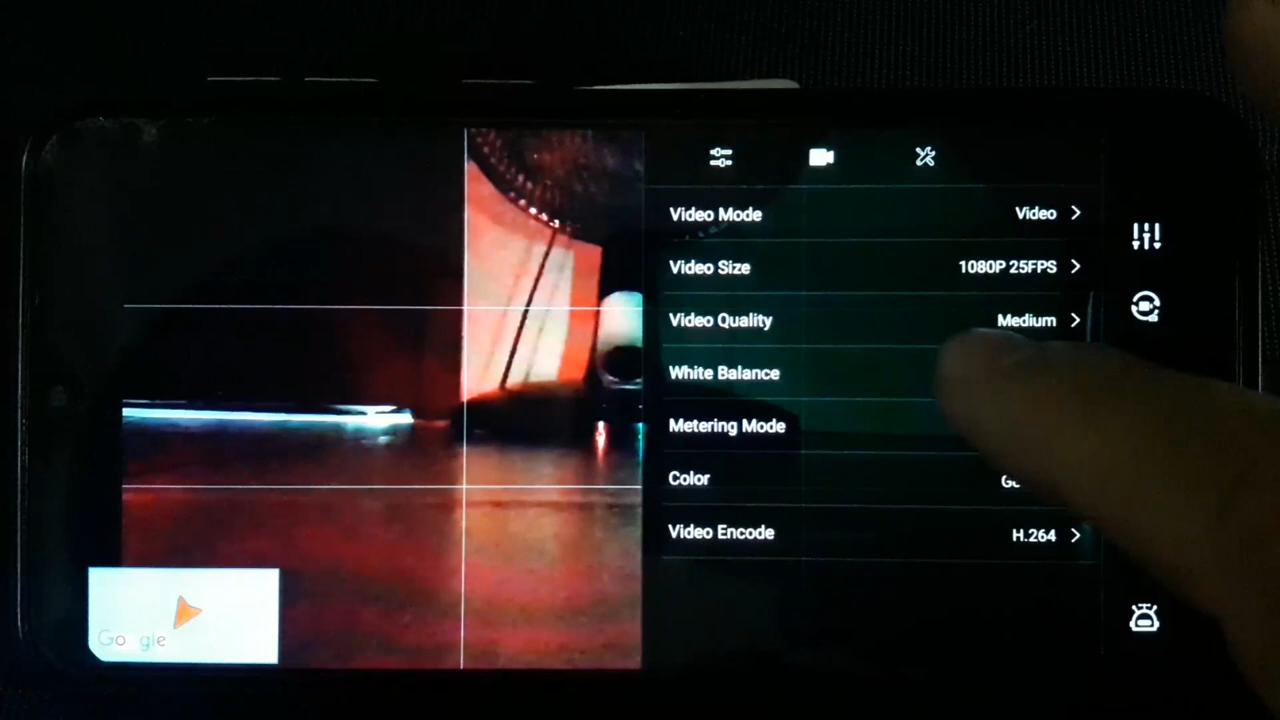 Video Mode Video
Video Size 1080P 25FPS
Video Quality Medium
White Balance
Metering Mode
Color
Video Encode H.264
Google